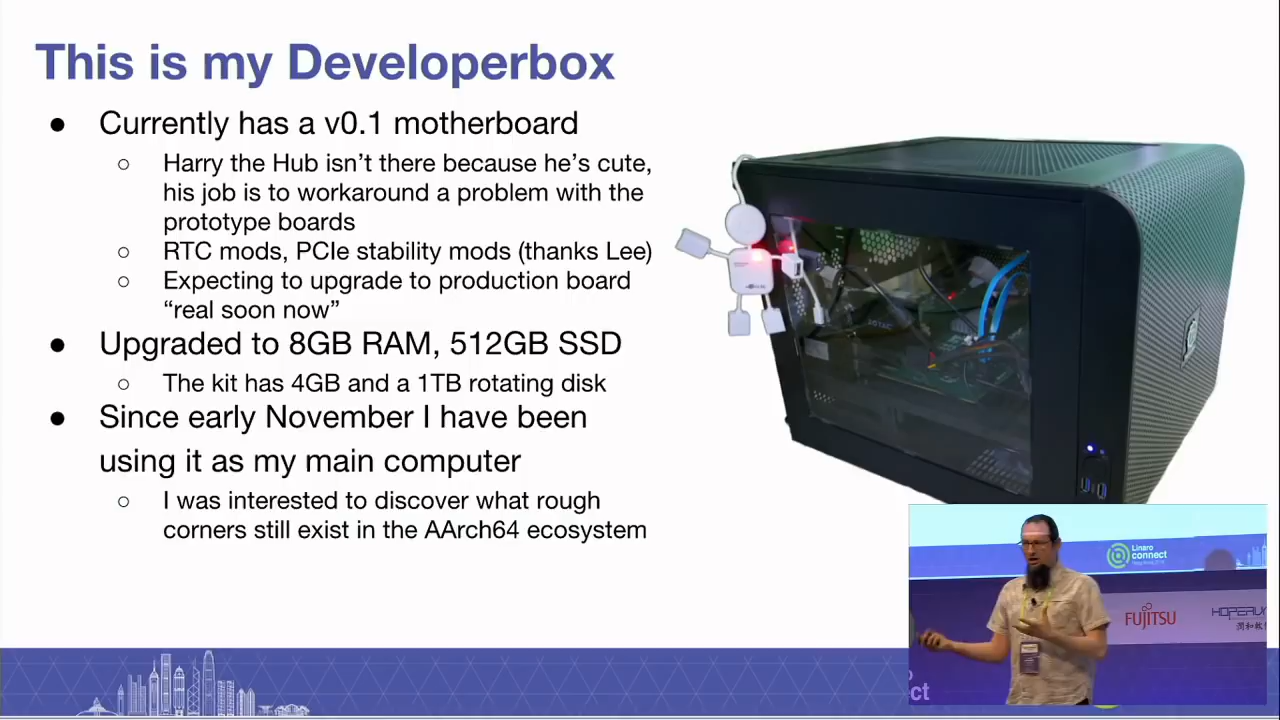 This is my Developerbox
● Currently has a v0.1 motherboard
○ Harry the Hub isn’t there because he’s cute,
his job is to workaround a problem with the
prototype boards
○ RTC mods, PCIe stability mods (thanks Lee)
○ Expecting to upgrade to production board
“real soon now”
● Upgraded to 8GB RAM, 512GB SSD
○ The kit has 4GB and a 1TB rotating disk
● Since early November I have been
using it as my main computer
○ I was interested to discover what rough
corners still exist in the AArch64 ecosystem
ZOTAC
Linaro
connect
FUJITSU